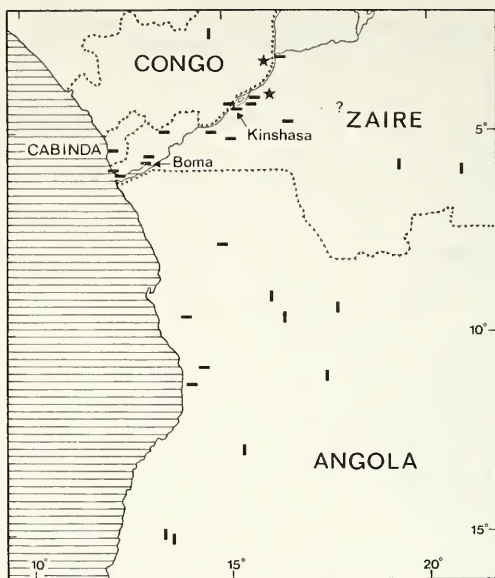 CONGO
?
ZAIRE
Kinshasa
5°
CABINDA
Boma
10°
ANGOLA
15°
10°
15°
20°